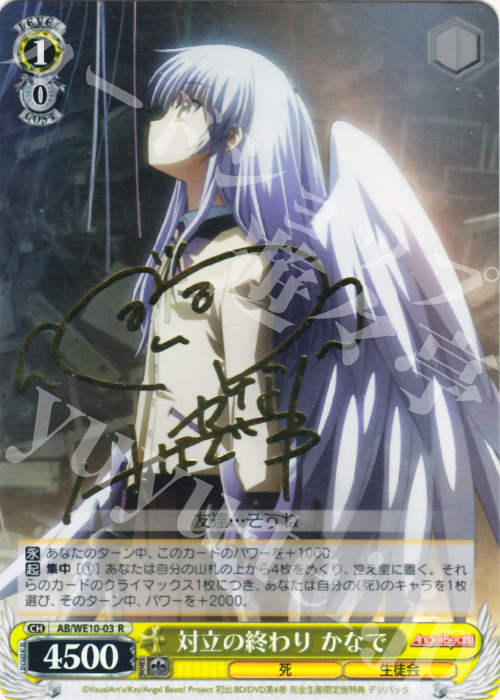 LEVEL
1
0
COST
友達…そうね
永 あなたのターン中、このカードのパワーを+1000。
起 集中 [①] あなたは自分の山札の上から4枚をめくり、控え室に置く。それ
らのカードのクライマックス1枚につき、あなたは自分の《死》のキャラを1枚
選び、そのターン中、パワーを+2000。
CH AB/WE10-03 R
対立の終わり かなで
Angel Beats!
POWER
4500
死
生徒会
©VisualArt's/Key/Angel Beats! Project 初出:BD/DVD第6巻 完全生産限定版特典 デジパック